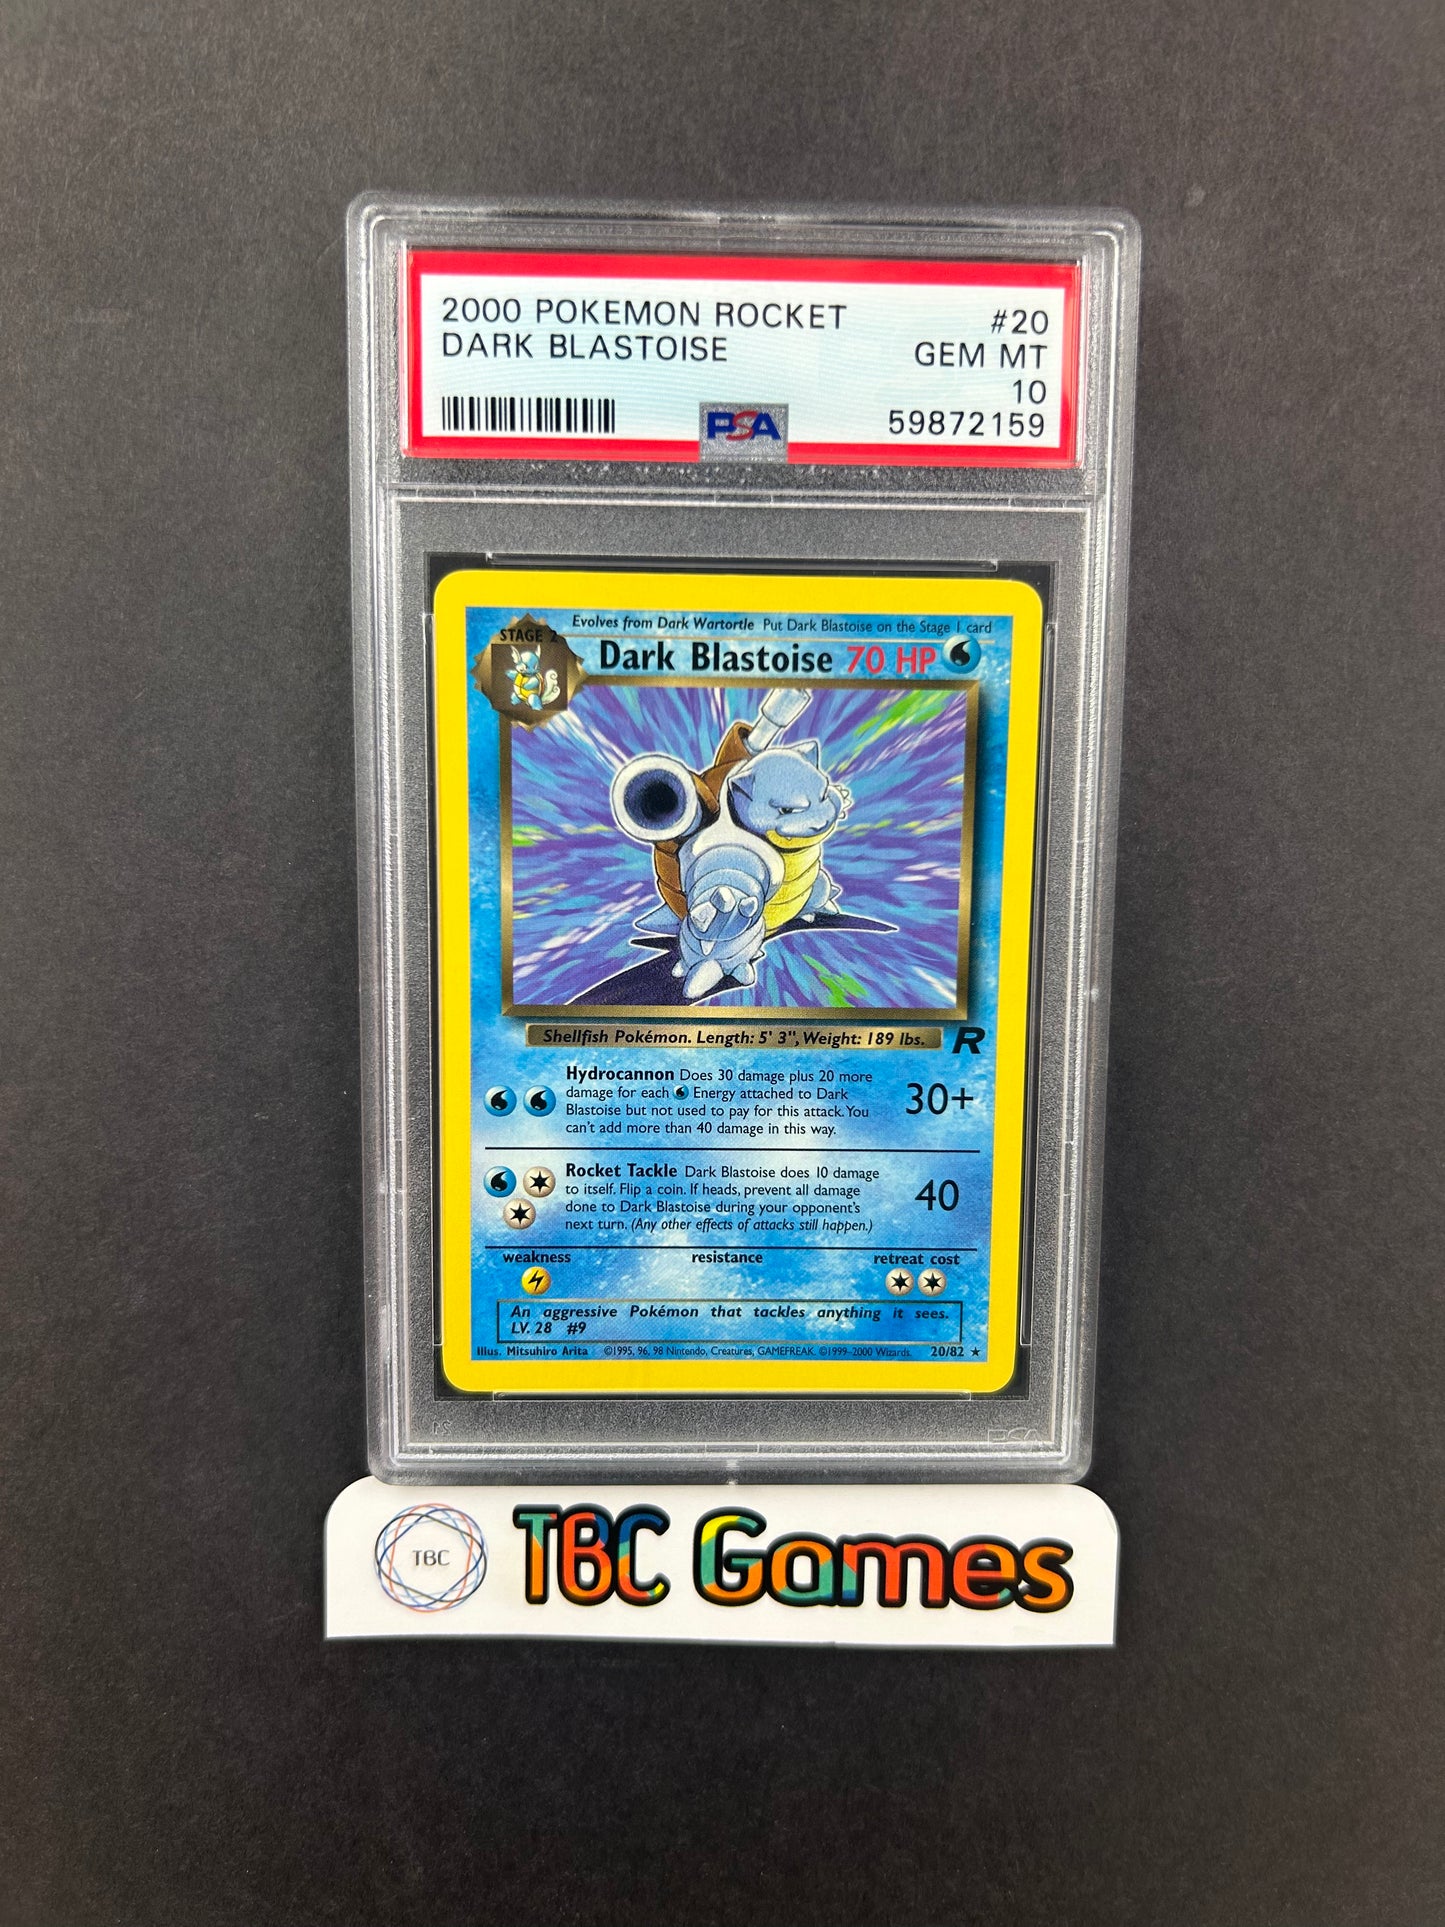 2000 POKEMON ROCKET #20
DARK BLASTOISE GEM MT
10
PSA 59872159
Evolves from Dark Wartortle Put Dark Blastoise on the Stage 1 card
STAGE 2
Dark Blastoise 70 HP
Shellfish Pokémon. Length: 5' 3", Weight: 189 lbs.
R
Hydrocannon Does 30 damage plus 20 more
damage for each Energy attached to Dark
Blastoise but not used to pay for this attack. You
can't add more than 40 damage in this way.
30+
Rocket Tackle Dark Blastoise does 10 damage
to itself. Flip a coin. If heads, prevent all damage
done to Dark Blastoise during your opponent's
next turn. (Any other effects of attacks still happen.)
40
weakness resistance retreat cost
An aggressive Pokémon that tackles anything it sees.
LV. 28 #9
Illus. Mitsuhiro Arita ©1995, 96, 98 Nintendo, Creatures, GAMEFREAK. ©1999-2000 Wizards. 20/82 ★
PSA
TBC TBC Games